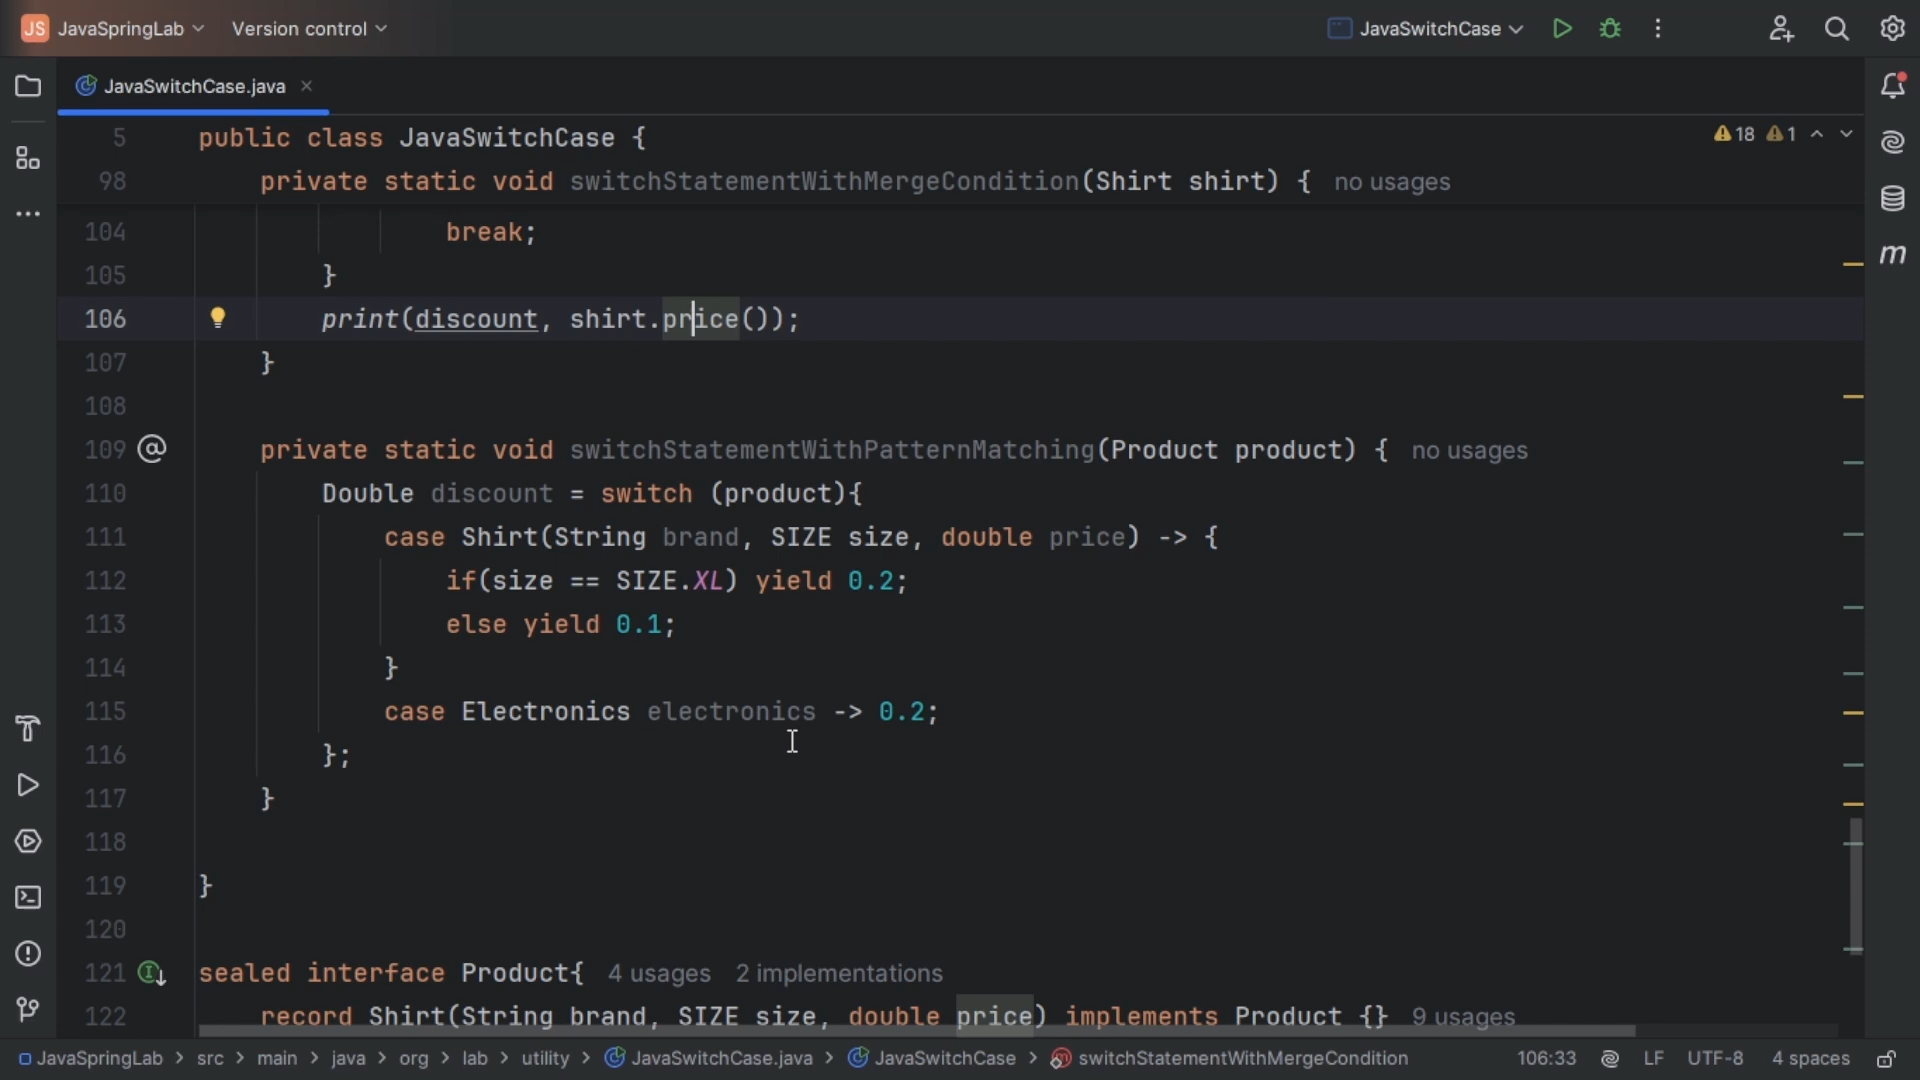 JS JavaSpringLab Version control JavaSwitchCase
JavaSwitchCase.java
5 public class JavaSwitchCase { 18 1
98 private static void switchStatementWithMergeCondition(Shirt shirt) { no usages
104 break;
105 }
106 print(discount, shirt.price());
107 }
108
109 private static void switchStatementWithPatternMatching(Product product) { no usages
110 Double discount = switch (product){
111 case Shirt(String brand, SIZE size, double price) -> {
112 if(size == SIZE.XL) yield 0.2;
113 else yield 0.1;
114 }
115 case Electronics electronics -> 0.2;
116 };
117 }
118
119 }
120
121 sealed interface Product{ 4 usages 2 implementations
122 record Shirt(String brand, SIZE size, double price) implements Product {} 9 usages
JavaSpringLab > src > main > java > org > lab > utility > JavaSwitchCase.java > JavaSwitchCase > switchStatementWithMergeCondition 106:33 LF UTF-8 4 spaces